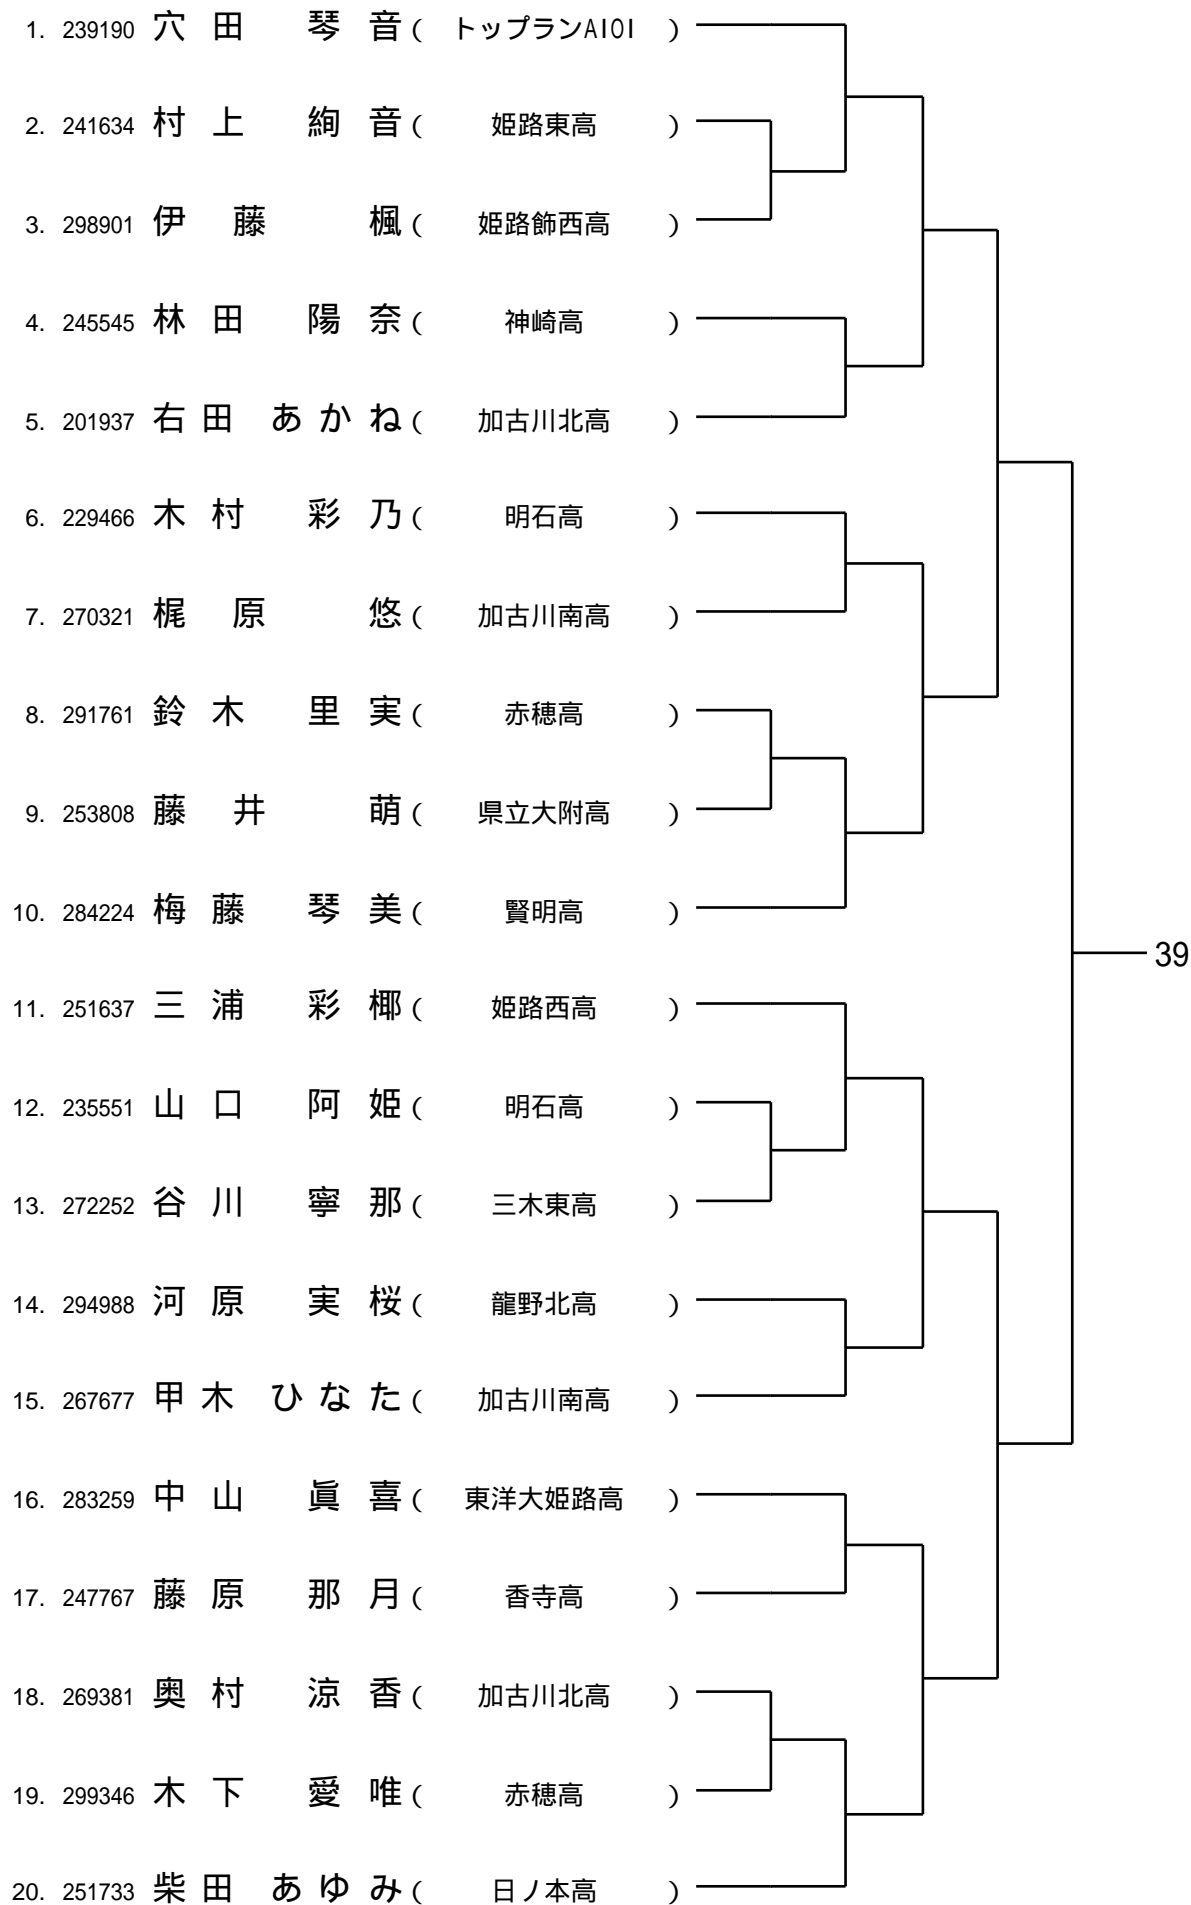 1. 239190 穴田 琴音( トップランAIOI )
2. 241634 村上 絢音( 姫路東高 )
3. 298901 伊藤 楓( 姫路飾西高 )
4. 245545 林田 陽奈( 神崎高 )
5. 201937 右田 あかね( 加古川北高 )
6. 229466 木村 彩乃( 明石高 )
7. 270321 梶原 悠( 加古川南高 )
8. 291761 鈴木 里実( 赤穂高 )
9. 253808 藤井 萌( 県立大附高 )
10. 284224 梅藤 琴美( 賢明高 )
39
11. 251637 三浦 彩椰( 姫路西高 )
12. 235551 山口 阿姫( 明石高 )
13. 272252 谷川 寧那( 三木東高 )
14. 294988 河原 実桜( 龍野北高 )
15. 267677 甲木 ひなた( 加古川南高 )
16. 283259 中山 眞喜( 東洋大姫路高 )
17. 247767 藤原 那月( 香寺高 )
18. 269381 奥村 涼香( 加古川北高 )
19. 299346 木下 愛唯( 赤穂高 )
20. 251733 柴田 あゆみ( 日ノ本高 )